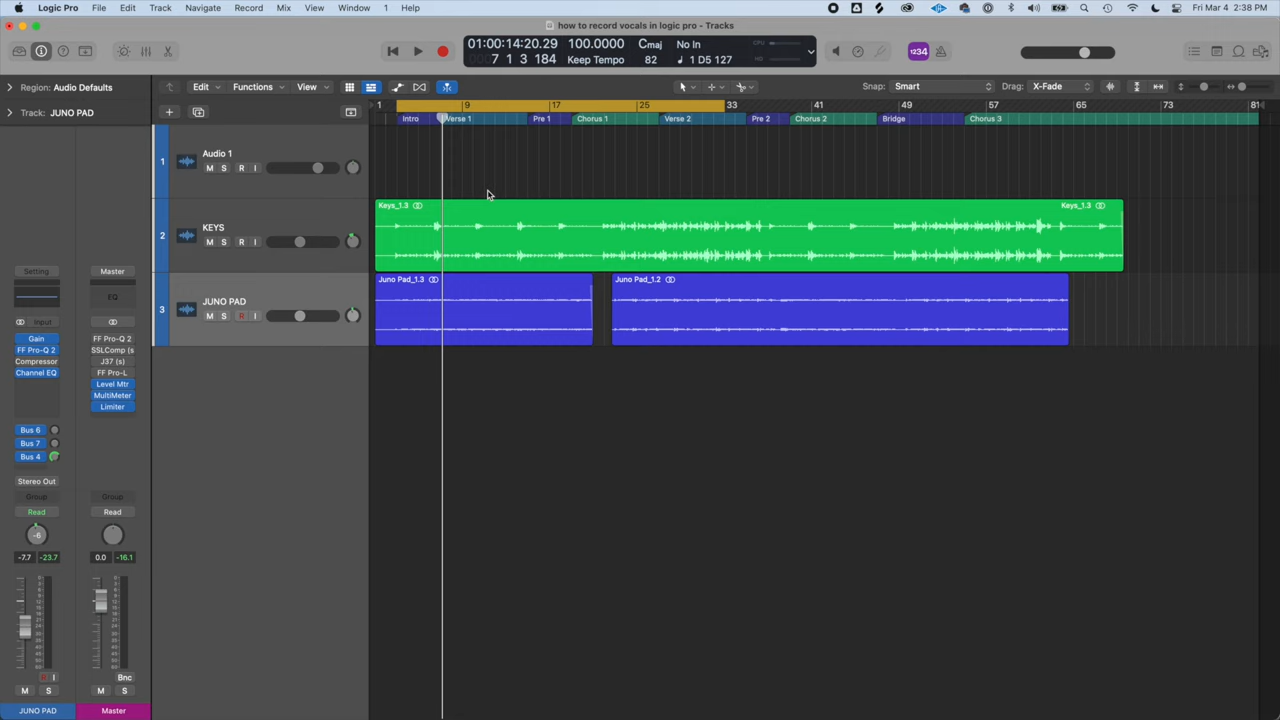 Logic Pro File Edit Track Navigate Record Mix View Window 1 Help Fri Mar 4 2:38 PM
how to record vocals in logic pro - Tracks
01:00:14:20.29 100.0000 Cmaj No In CPU
7 1 3 184 Keep Tempo 82 1 D5 127 HD
1234
Region: Audio Defaults Edit Functions View Snap: Smart Drag: X-Fade
Track: JUNO PAD 1 9 17 25 33 41 49 57 65 73 81
Intro Verse 1 Pre 1 Chorus 1 Verse 2 Pre 2 Chorus 2 Bridge Chorus 3
1 Audio 1
M S R I
Keys_1.3 Keys_1.3
2 KEYS
M S R I
Juno Pad_1.3 Juno Pad_1.2
3 JUNO PAD
M S R I
Setting Master
EQ
Input
Gain FF Pro-Q 2
FF Pro-Q 2 SSLComp (s
Compressor J37 (s)
Channel EQ FF Pro-L
Level Mtr
MultiMeter
Limiter
Bus 6
Bus 7
Bus 4
Stereo Out
Group Group
Read Read
-6
-7.7 -23.7 0.0 -16.1
R I Bnc
M S M S
JUNO PAD Master